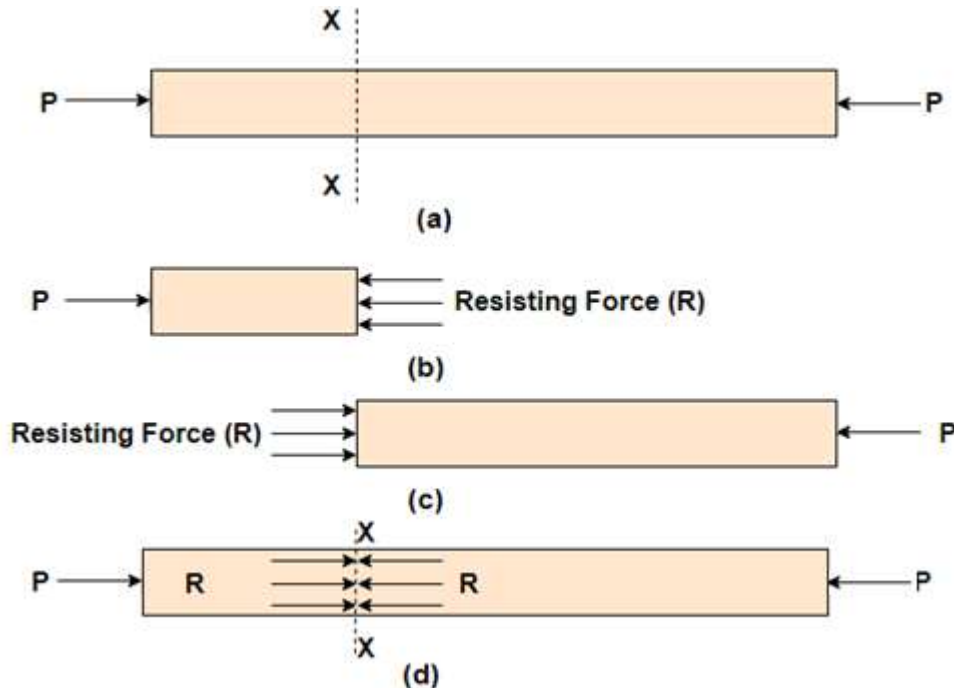 X
P P
X
(a)
P Resisting Force (R)
(b)
Resisting Force (R) P
(c)
X
P R R P
X
(d)